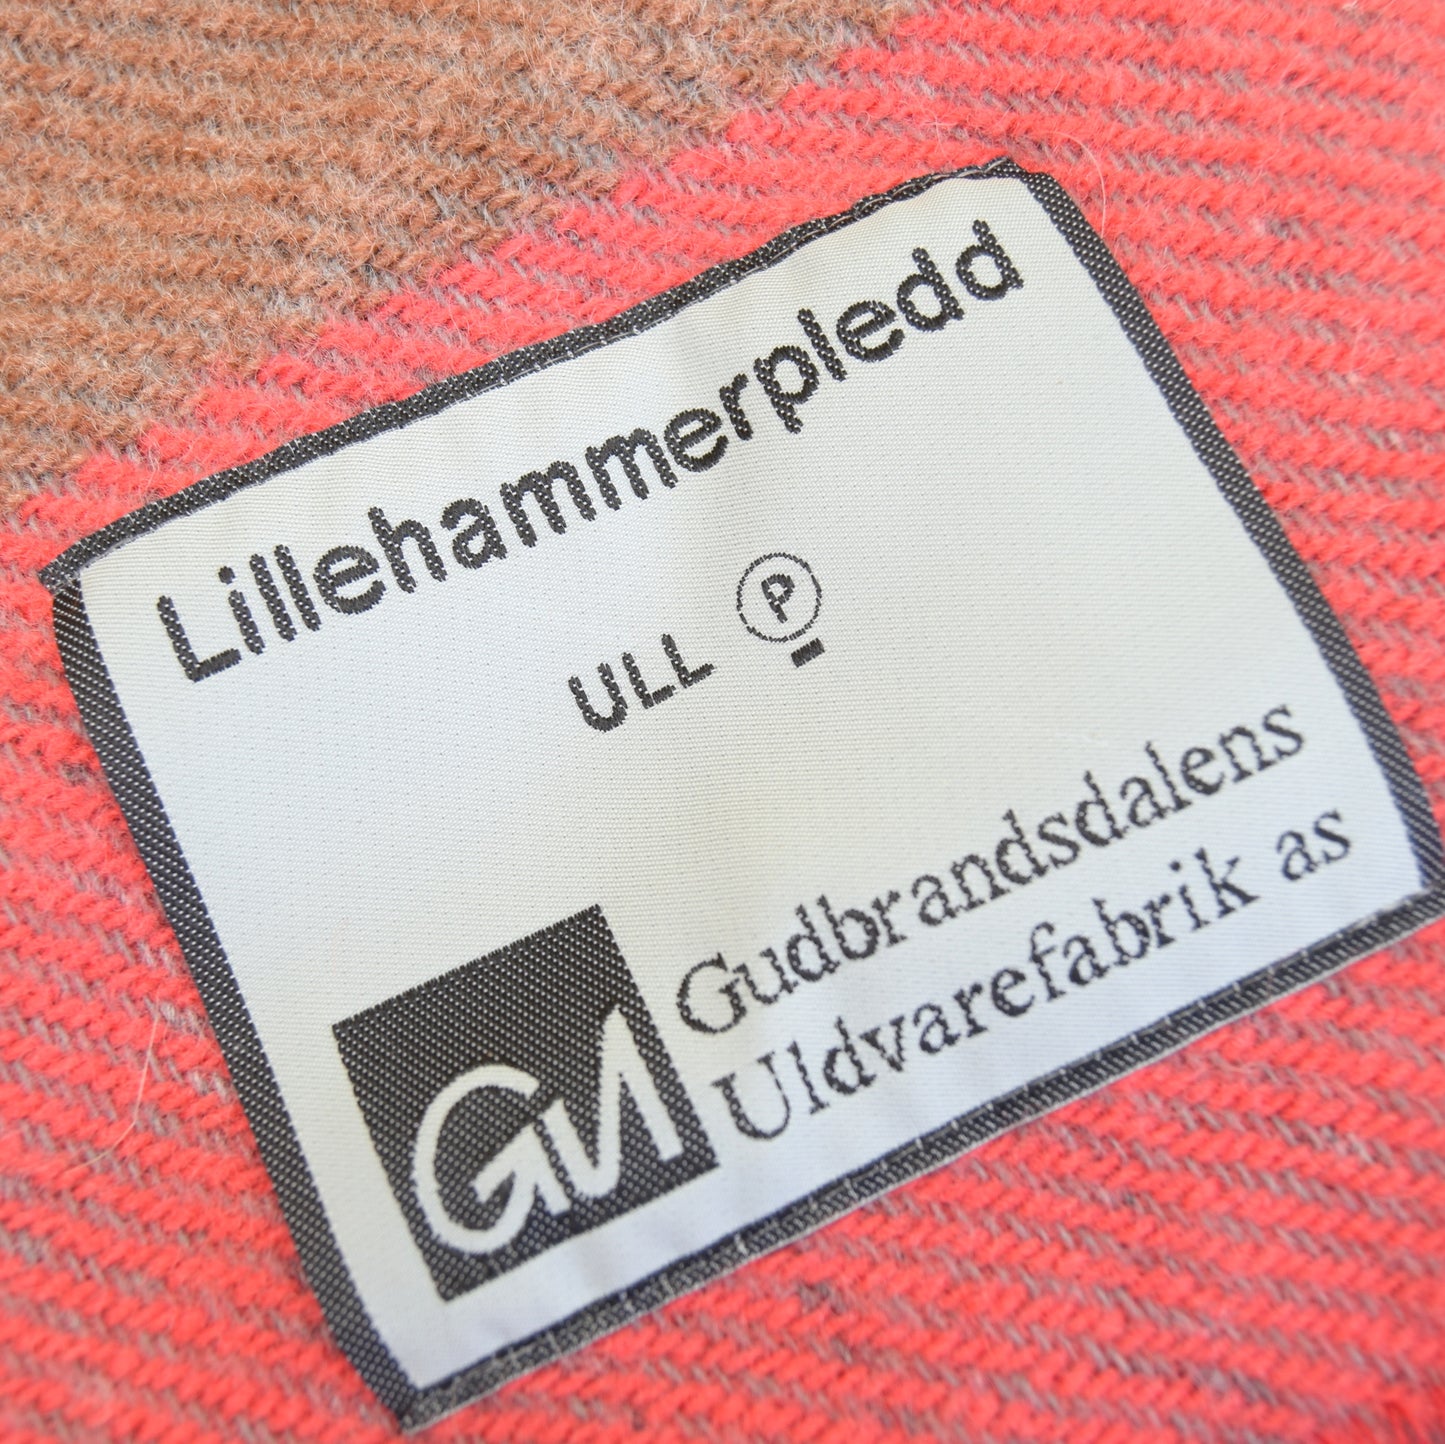 Lillehammerpledd
ULL P
Gudbrandsdalens
Uldvarefabrik as
GU